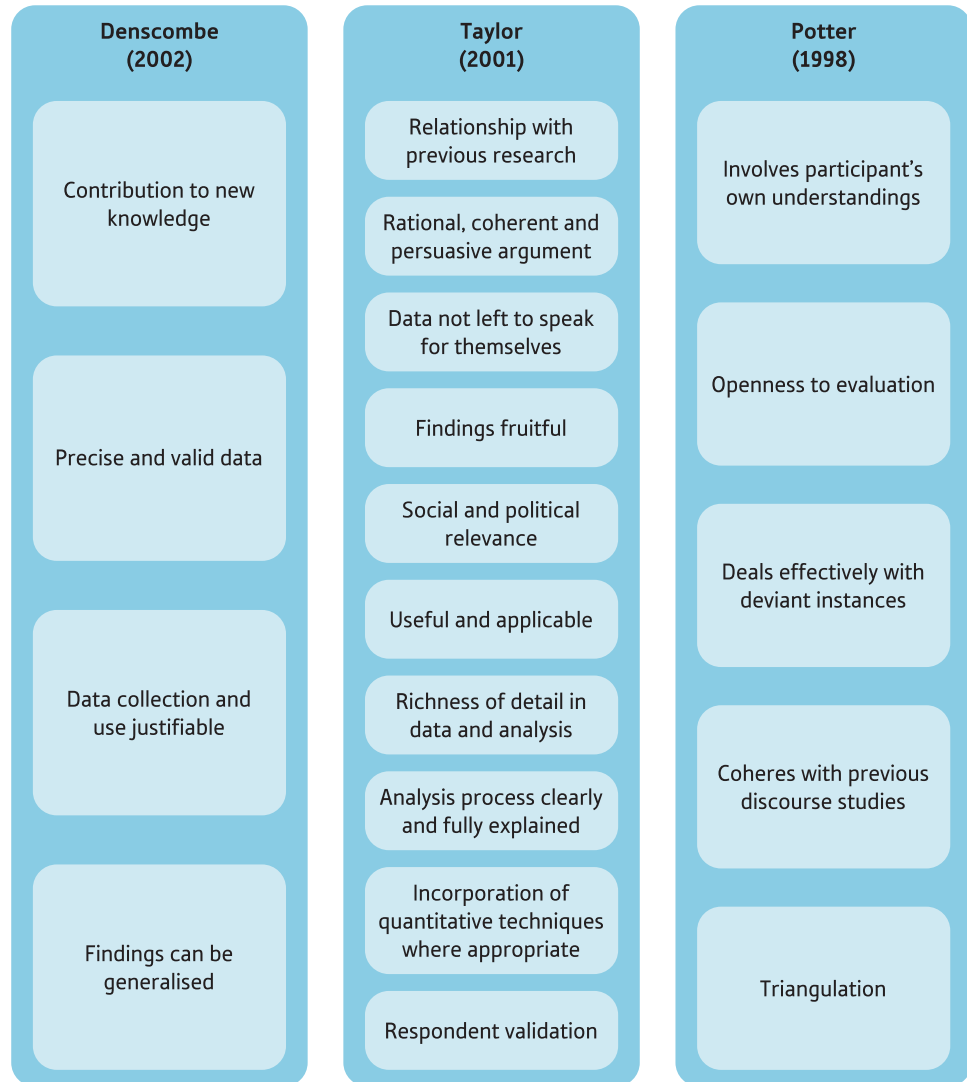 Denscombe
(2002)
Contribution to new
knowledge
Precise and valid data
Data collection and
use justifiable
Findings can be
generalised
Taylor
(2001)
Relationship with
previous research
Rational, coherent and
persuasive argument
Data not left to speak
for themselves
Findings fruitful
Social and political
relevance
Useful and applicable
Richness of detail in
data and analysis
Analysis process clearly
and fully explained
Incorporation of
quantitative techniques
where appropriate
Respondent validation
Potter
(1998)
Involves participant’s
own understandings
Openness to evaluation
Deals effectively with
deviant instances
Coheres with previous
discourse studies
Triangulation